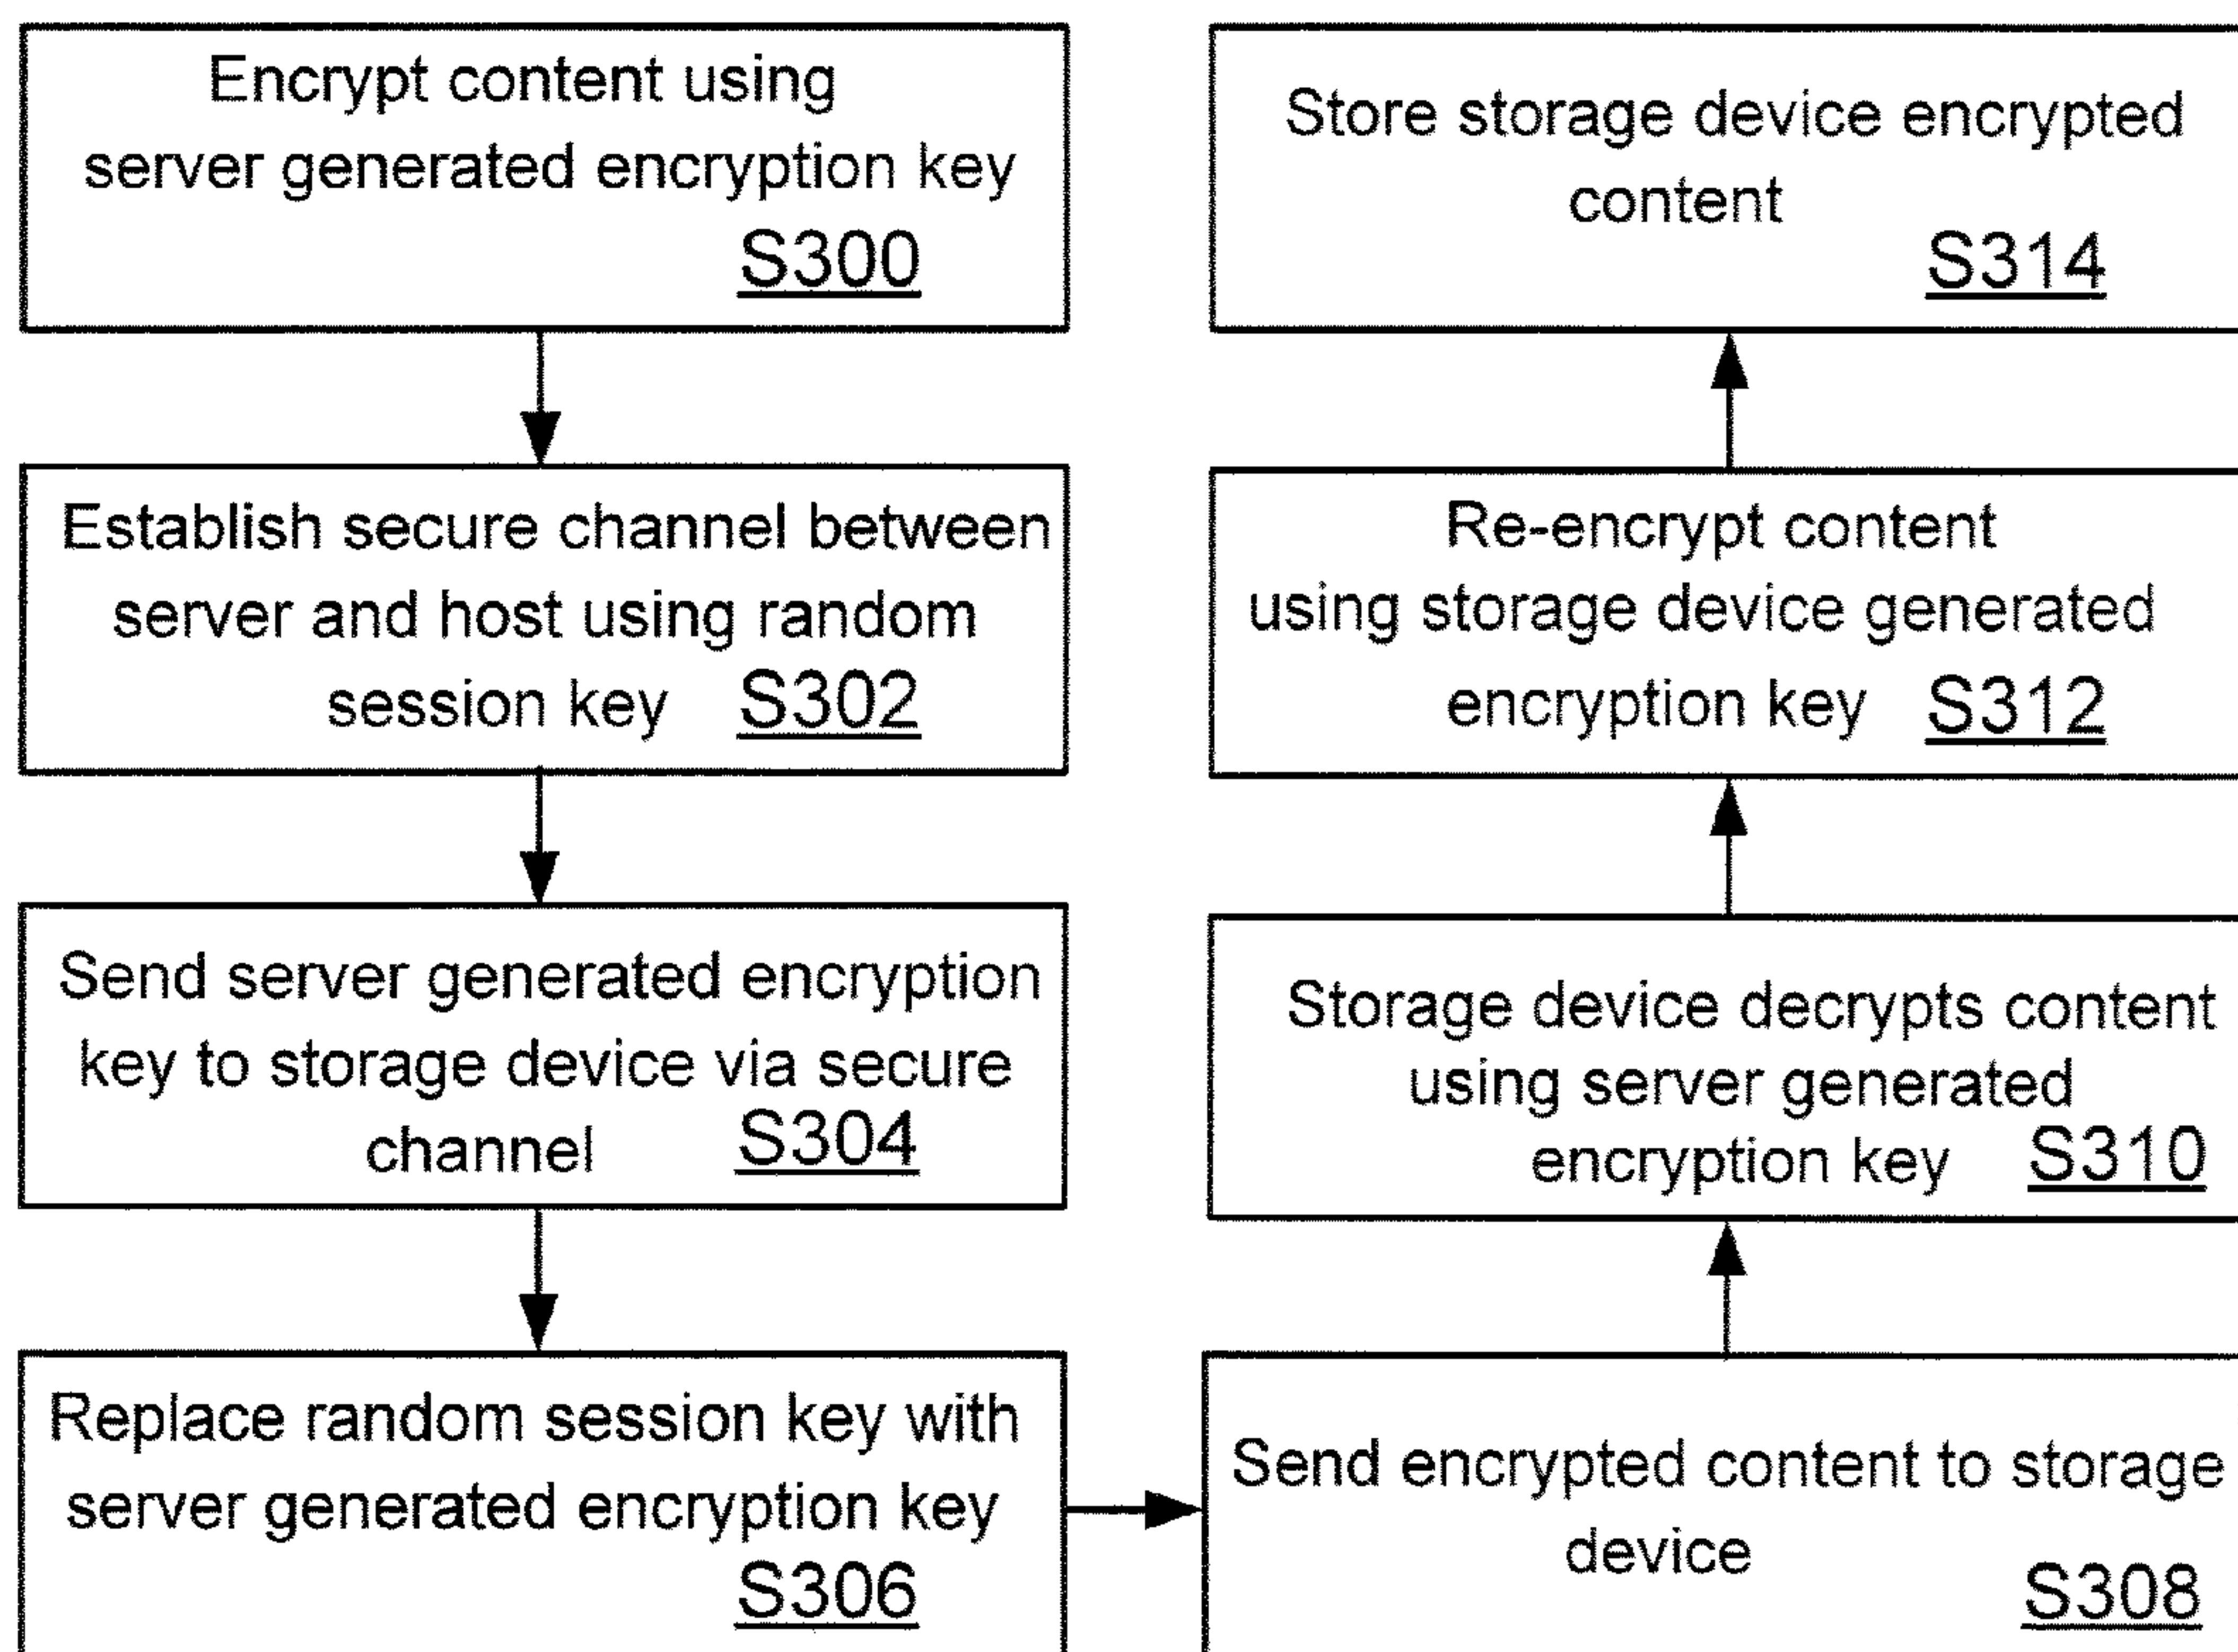 Encrypt content using
server generated encryption key
S300
Establish secure channel between
server and host using random
session key S302
Send server generated encryption
key to storage device via secure
channel S304
Replace random session key with
server generated encryption key
S306
Send encrypted content to storage
device
S308
Storage device decrypts content
using server generated
encryption key S310
Re-encrypt content
using storage device generated
encryption key S312
Store storage device encrypted
content
S314